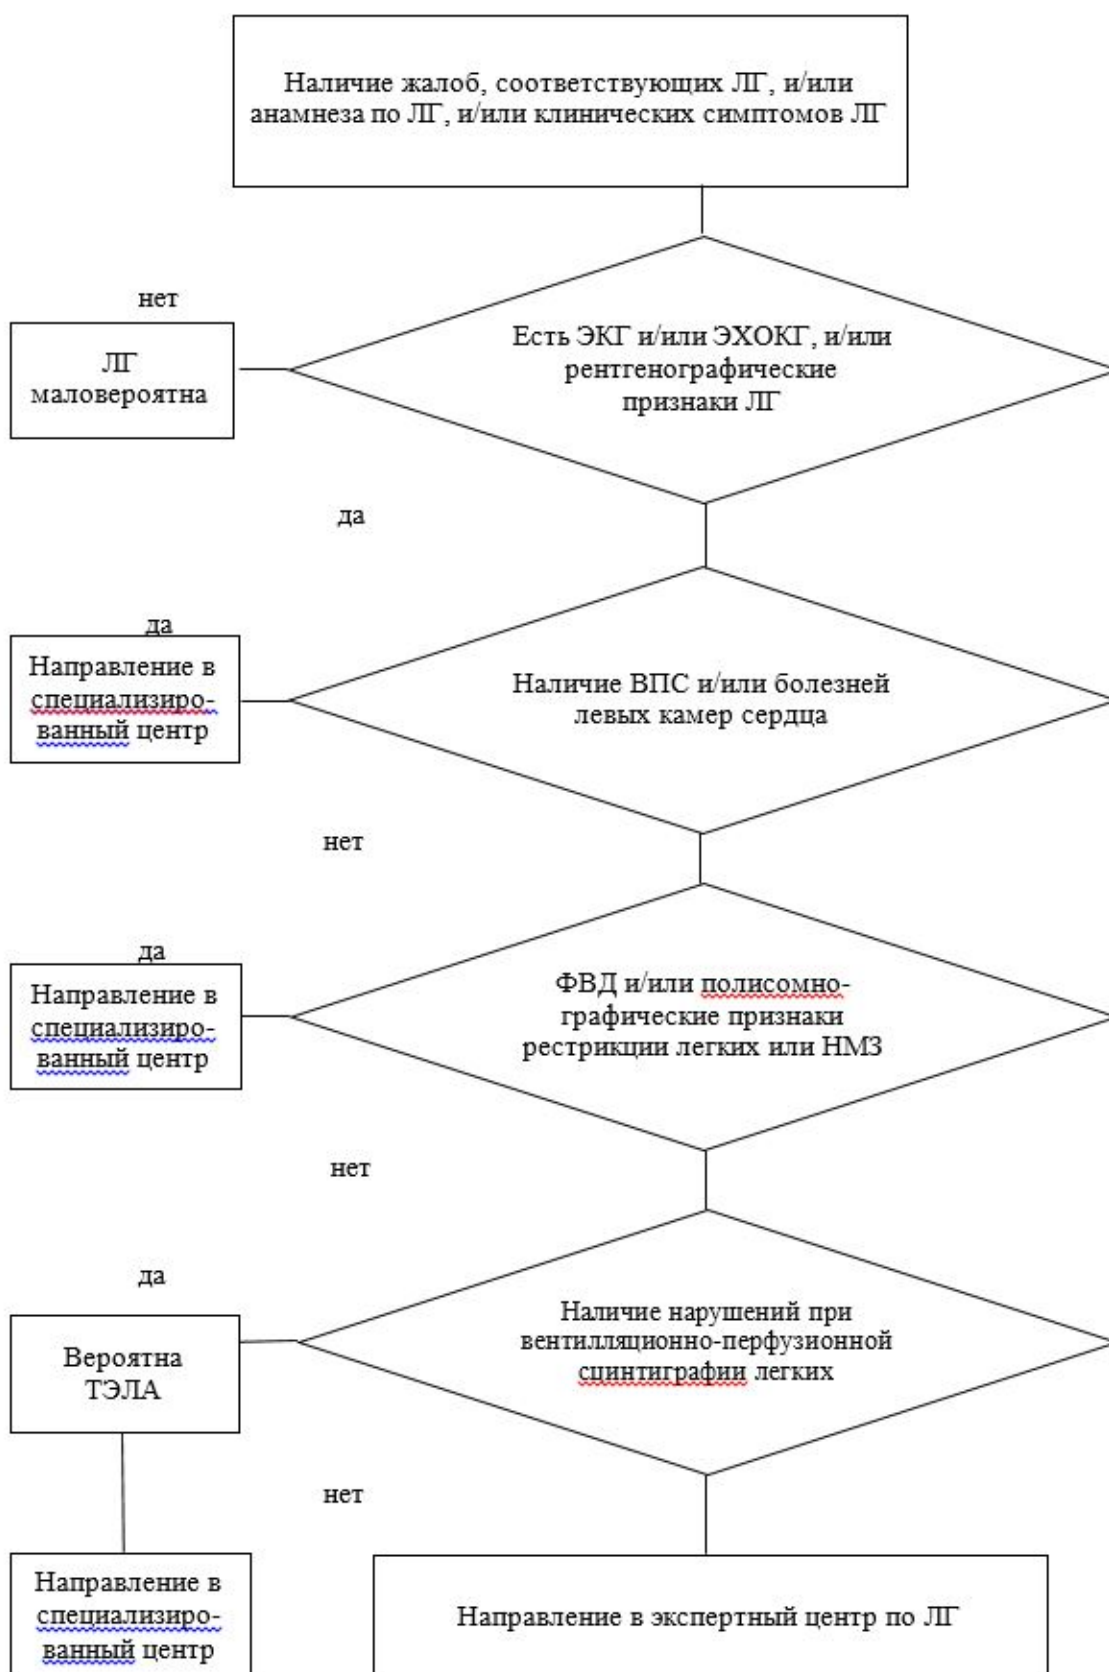 Наличие жалоб, соответствующих ЛГ, и/или
анамнеза по ЛГ, и/или клинических симптомов ЛГ
нет
ЛГ
маловероятна
Есть ЭКГ и/или ЭХОКГ, и/или
рентгенографические
признаки ЛГ
да
да
Направление в
специализиро-
ванный центр
Наличие ВПС и/или болезней
левых камер сердца
нет
да
Направление в
специализиро-
ванный центр
ФВД и/или полисомно-
графические признаки
рестрикции легких или НМЗ
нет
да
Вероятна
ТЭЛА
Наличие нарушений при
вентилляционно-перфузионной
сцинтиграфии легких
нет
Направление в
специализиро-
ванный центр
Направление в экспертный центр по ЛГ